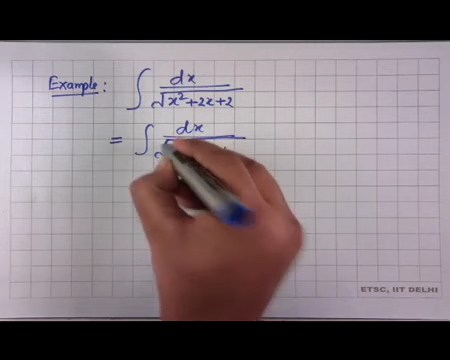 Example: ∫ dx / √(x²+2x+2)
= ∫ dx
ETSC, IIT DELHI